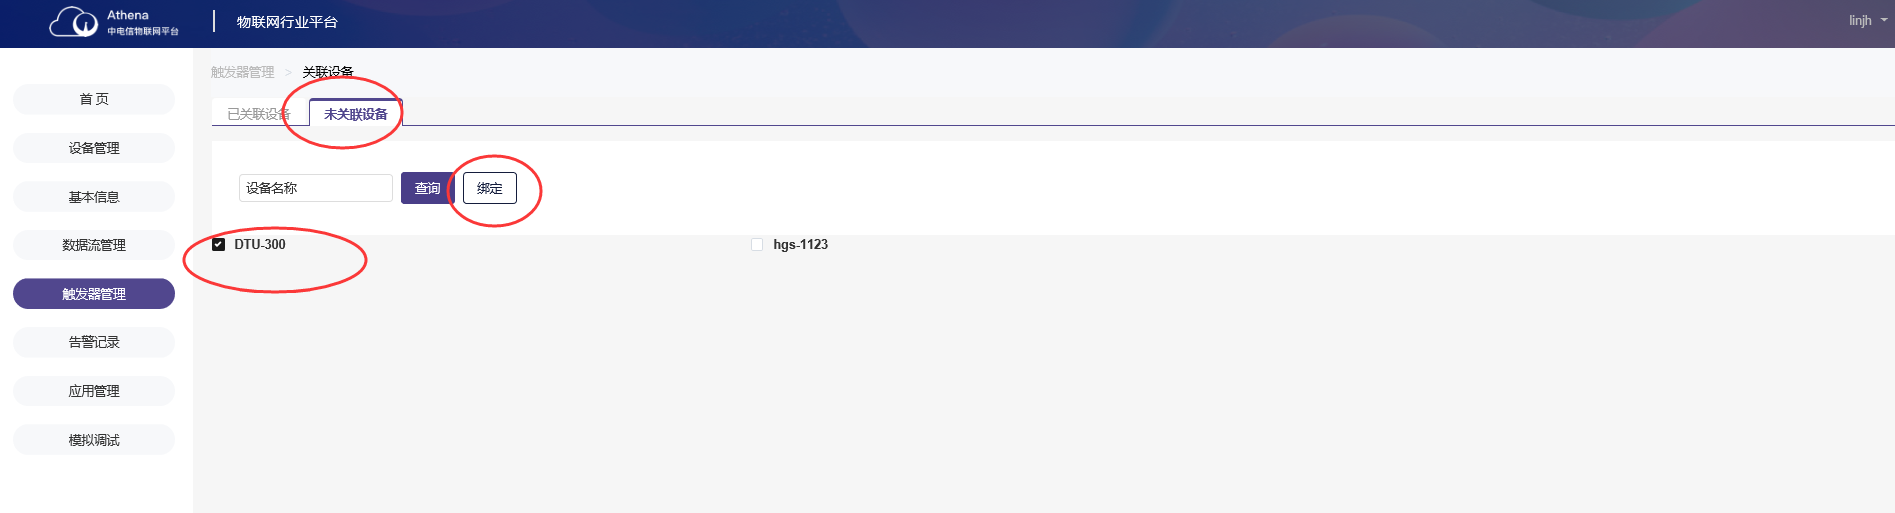 Athena
中电信物联网平台
物联网行业平台
linjh
触发器管理 > 关联设备
首 页
已关联设备
未关联设备
设备管理
设备名称
查询
绑定
基本信息
数据流管理
DTU-300
hgs-1123
触发器管理
告警记录
应用管理
模拟调试